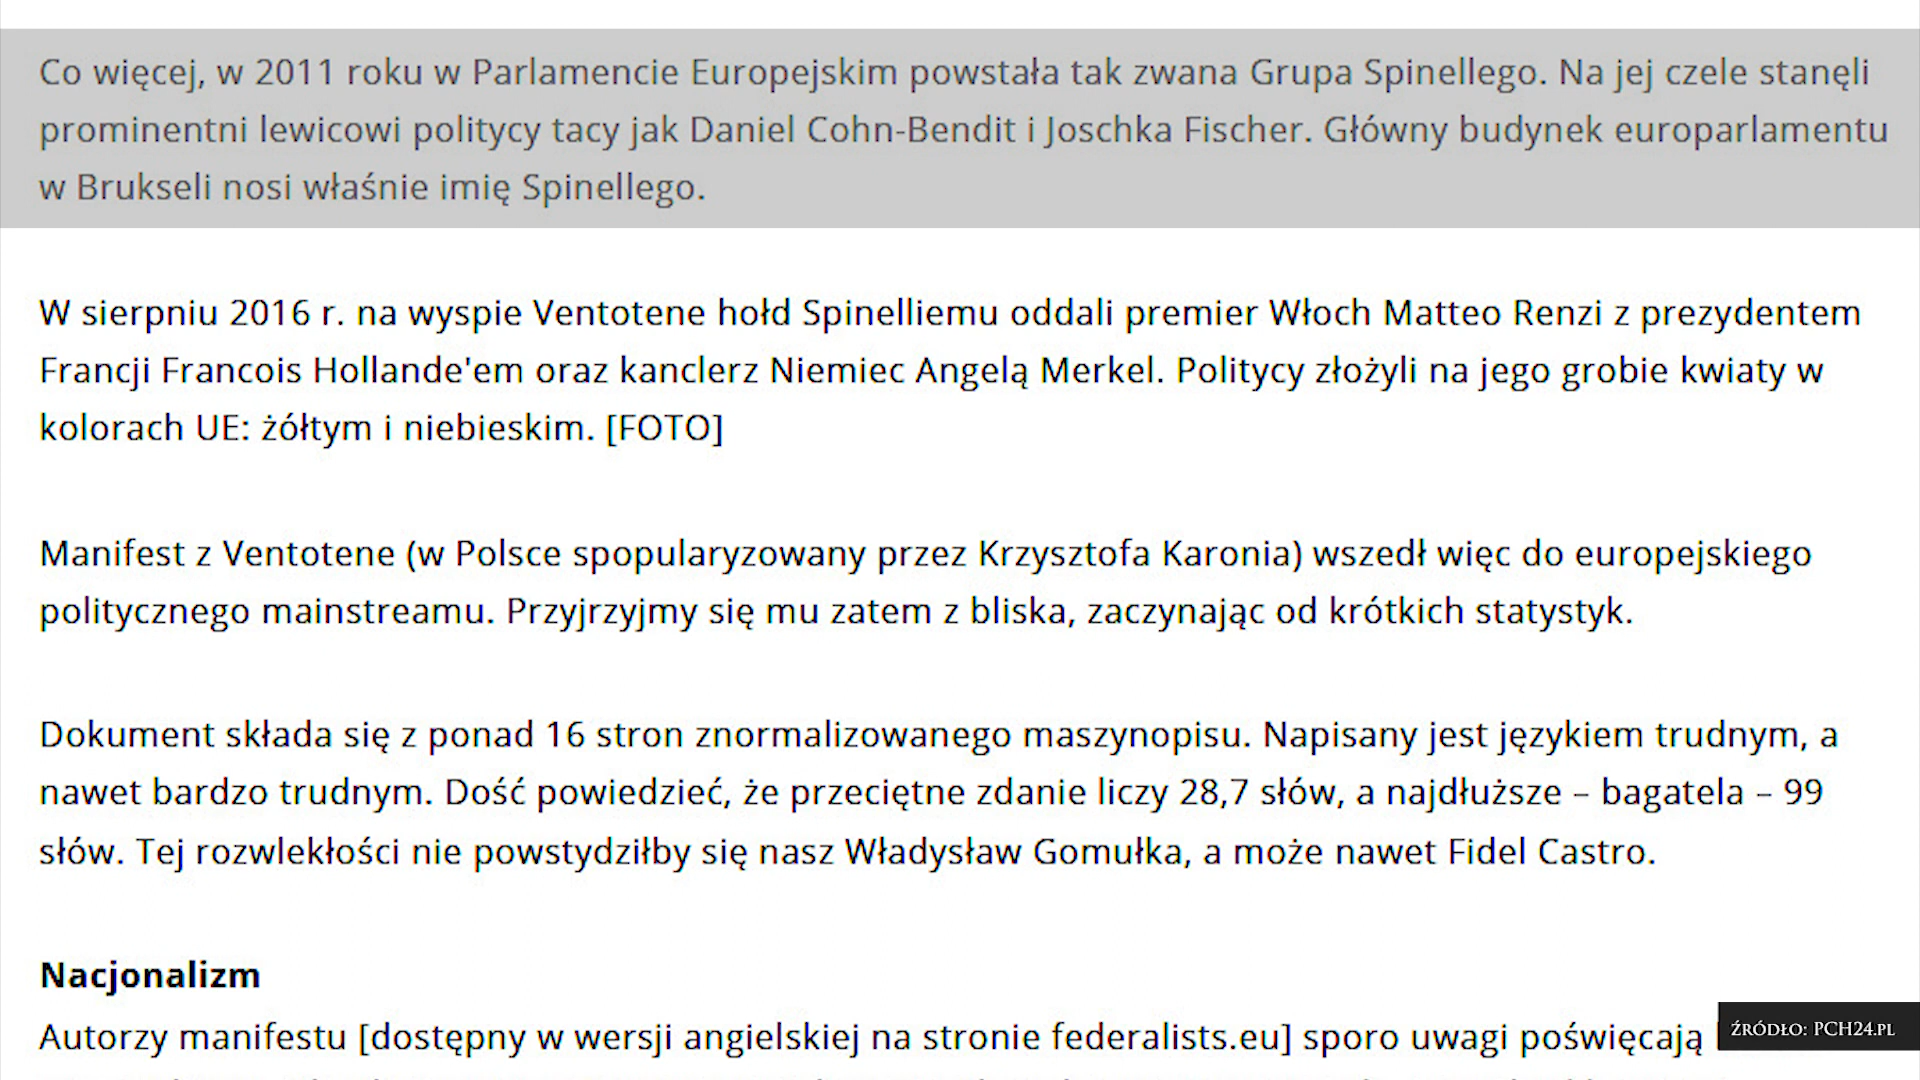 Co więcej, w 2011 roku w Parlamencie Europejskim powstała tak zwana Grupa Spinellego. Na jej czele stanęli
prominentni lewicowi politycy tacy jak Daniel Cohn-Bendit i Joschka Fischer. Główny budynek europarlamentu
w Brukseli nosi właśnie imię Spinellego.
W sierpniu 2016 r. na wyspie Ventotene hołd Spinelliemu oddali premier Włoch Matteo Renzi z prezydentem
Francji Francois Hollande'em oraz kanclerz Niemiec Angelą Merkel. Politycy złożyli na jego grobie kwiaty w
kolorach UE: żółtym i niebieskim. [FOTO]
Manifest z Ventotene (w Polsce spopularyzowany przez Krzysztofa Karonia) wszedł więc do europejskiego
politycznego mainstreamu. Przyjrzyjmy się mu zatem z bliska, zaczynając od krótkich statystyk.
Dokument składa się z ponad 16 stron znormalizowanego maszynopisu. Napisany jest językiem trudnym, a
nawet bardzo trudnym. Dość powiedzieć, że przeciętne zdanie liczy 28,7 słów, a najdłuższe – bagatela – 99
słów. Tej rozwlekłości nie powstydziłby się nasz Władysław Gomułka, a może nawet Fidel Castro.
Nacjonalizm
Autorzy manifestu [dostępny w wersji angielskiej na stronie federalists.eu] sporo uwagi poświęcają
ŹRÓDŁO: PCH24.PL